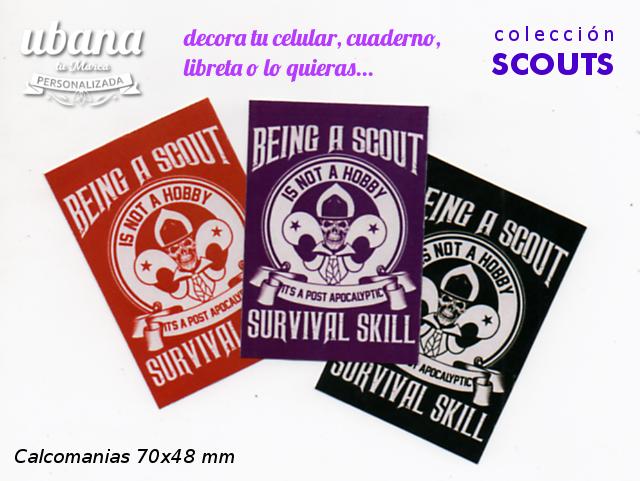 ubana
tu Marca
PERSONALIZADA
decora tu celular, cuaderno,
libreta o lo quieras...
colección
SCOUTS
BEING A SCOUT
IS NOT A HOBBY
ITS A POST APOCALYPTIC
SURVIVAL SKILL
BEING A SCOUT
IS NOT A HOBBY
ITS A POST APOCALYPTIC
SURVIVAL SKILL
EING A SCOUT
IS NOT A HOBBY
POST APOCALYPTIC
SURVIVAL SKILL
Calcomanias 70x48 mm